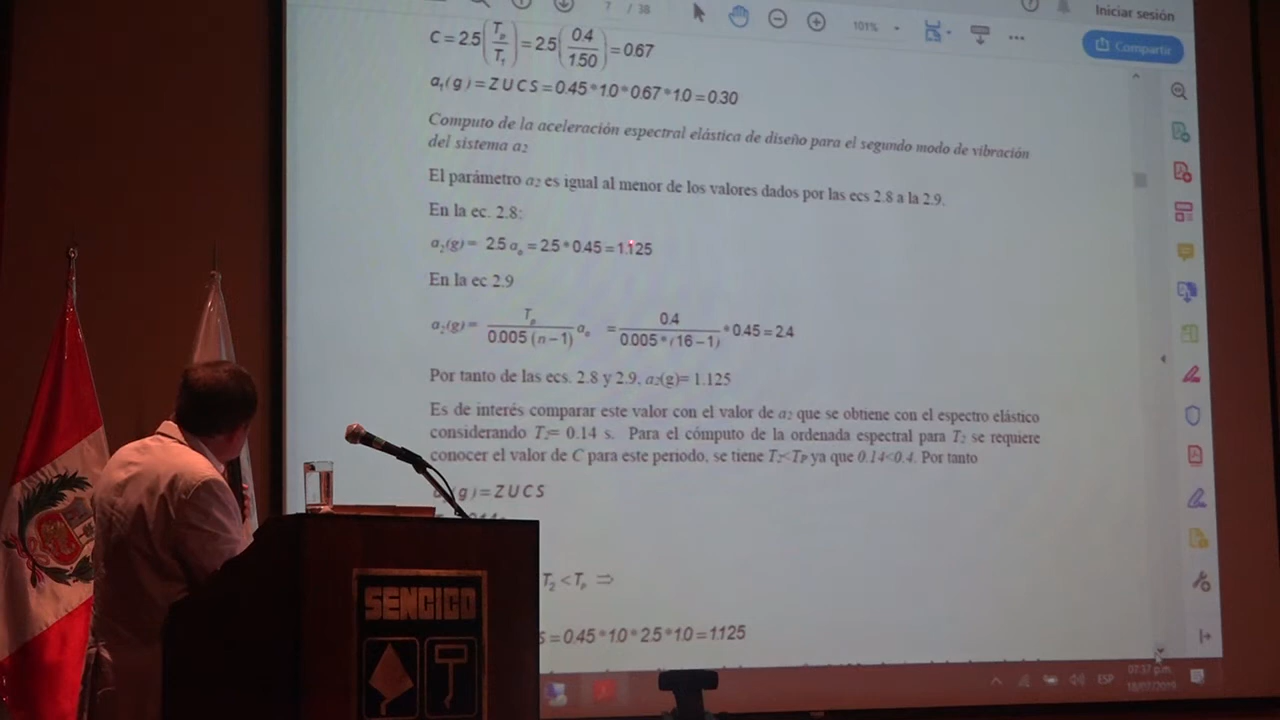 7 / 38
101%
Iniciar sesión
Compartir
C = 2.5 (Tp/T1) = 2.5 (0.4/1.50) = 0.67
a1(g) = Z U C S = 0.45 * 1.0 * 0.67 * 1.0 = 0.30
Computo de la aceleración espectral elástica de diseño para el segundo modo de vibración
del sistema a2
El parámetro a2 es igual al menor de los valores dados por las ecs 2.8 a la 2.9.
En la ec. 2.8:
a2(g) = 2.5 ao = 2.5 * 0.45 = 1.125
En la ec 2.9
a2(g) = Tp / 0.005 (n-1) ao = 0.4 / 0.005 * (16-1) * 0.45 = 2.4
Por tanto de las ecs. 2.8 y 2.9, a2(g)= 1.125
Es de interés comparar este valor con el valor de a2 que se obtiene con el espectro elástico
considerando T2= 0.14 s. Para el cómputo de la ordenada espectral para T2 se requiere
conocer el valor de C para este periodo, se tiene T2<TP ya que 0.14<0.4. Por tanto
(g) = Z U C S
T2 < Tp ⇒
S = 0.45 * 1.0 * 2.5 * 1.0 = 1.125
SENCICO
ESP
07:37 p.m.
18/07/2019